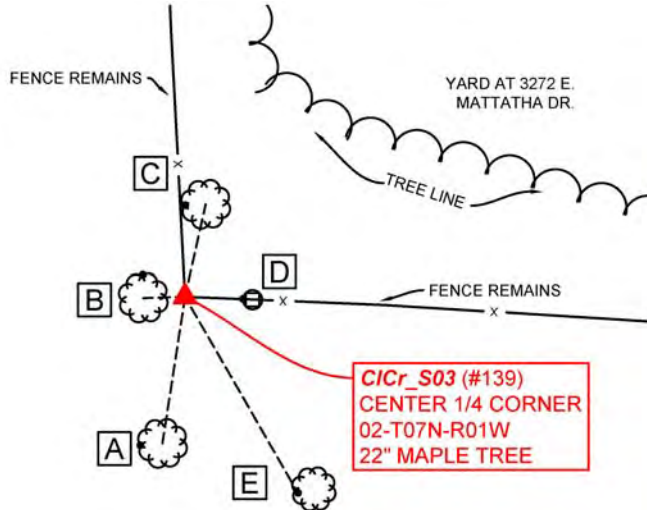 FENCE REMAINS
YARD AT 3272 E.
MATTATHA DR.
C
TREE LINE
D
B
FENCE REMAINS
CICr_S03 (#139)
CENTER 1/4 CORNER
02-T07N-R01W
22" MAPLE TREE
A
E